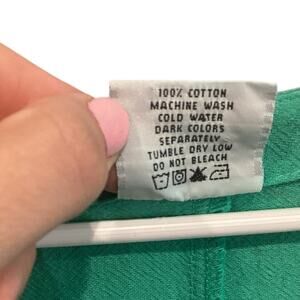 100% COTTON
MACHINE WASH
COLD WATER
DARK COLORS
SEPARATELY
TUMBLE DRY LOW
DO NOT BLEACH